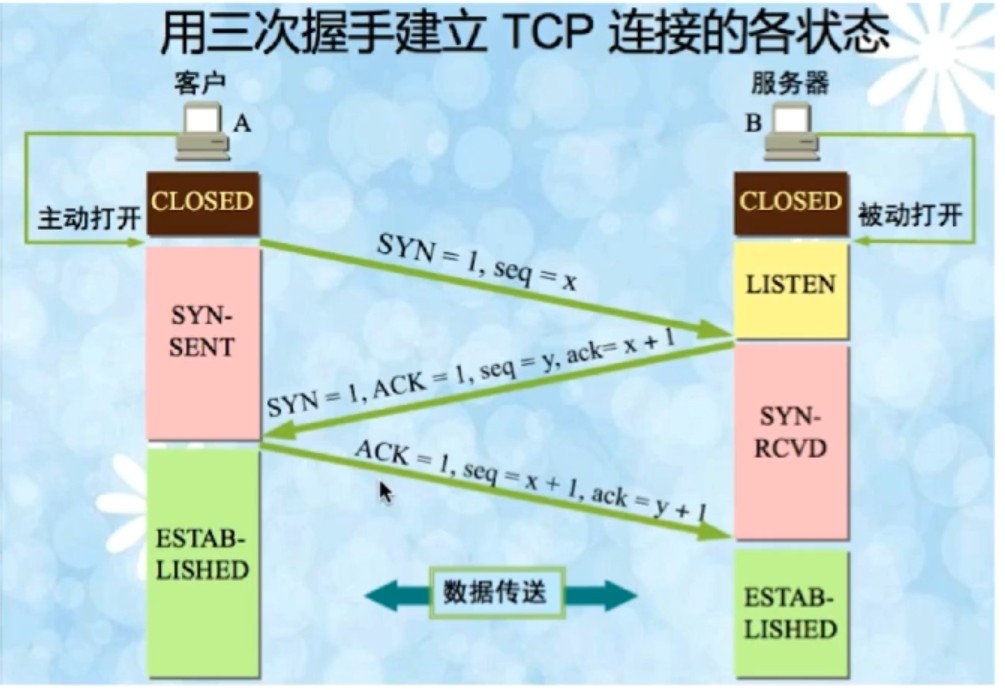 用三次握手建立 TCP 连接的各状态
客户
服务器
A
B
CLOSED
CLOSED
主动打开
被动打开
SYN = 1, seq = x
LISTEN
SYN-
SENT
SYN = 1, ACK = 1, seq = y, ack= x + 1
SYN-
RCVD
ACK = 1, seq = x + 1, ack = y + 1
ESTAB-
LISHED
数据传送
ESTAB-
LISHED